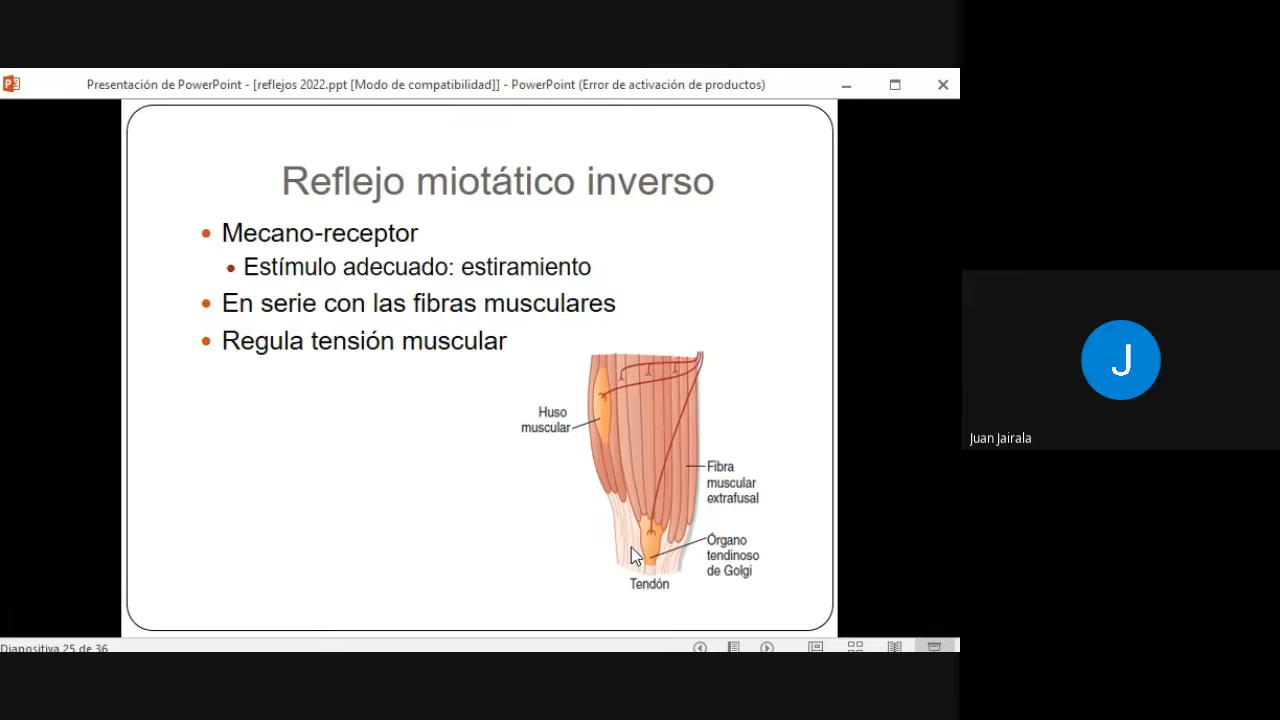 Presentación de PowerPoint - [reflejos 2022.ppt [Modo de compatibilidad]] - PowerPoint (Error de activación de productos)
Reflejo miotático inverso
Mecano-receptor
Estímulo adecuado: estiramiento
En serie con las fibras musculares
Regula tensión muscular
Huso
muscular
Fibra
muscular
extrafusal
Órgano
tendinoso
de Golgi
Tendón
J
Juan Jairala
Diapositiva 25 de 36